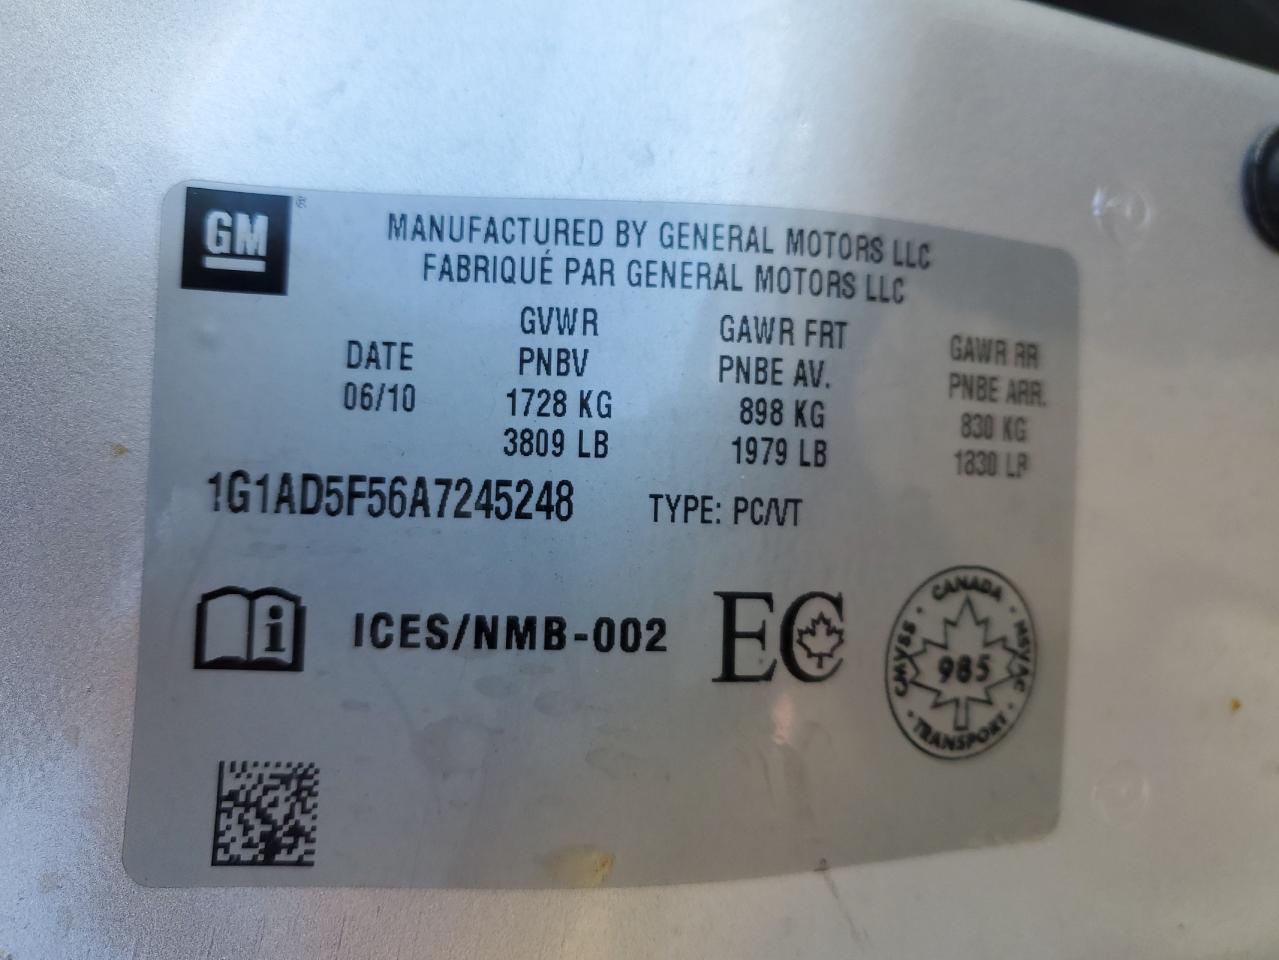 GM ®
MANUFACTURED BY GENERAL MOTORS LLC
FABRIQUÉ PAR GENERAL MOTORS LLC
DATE
06/10
GVWR
PNBV
1728 KG
3809 LB
GAWR FRT
PNBE AV.
898 KG
1979 LB
GAWR RR
PNBE ARR.
830 KG
1830 LB
1G1AD5F56A7245248 TYPE: PC/VT
i ICES/NMB-002 EC
CANADA · MSVAC · TRANSPORT · CMVSS ·
985